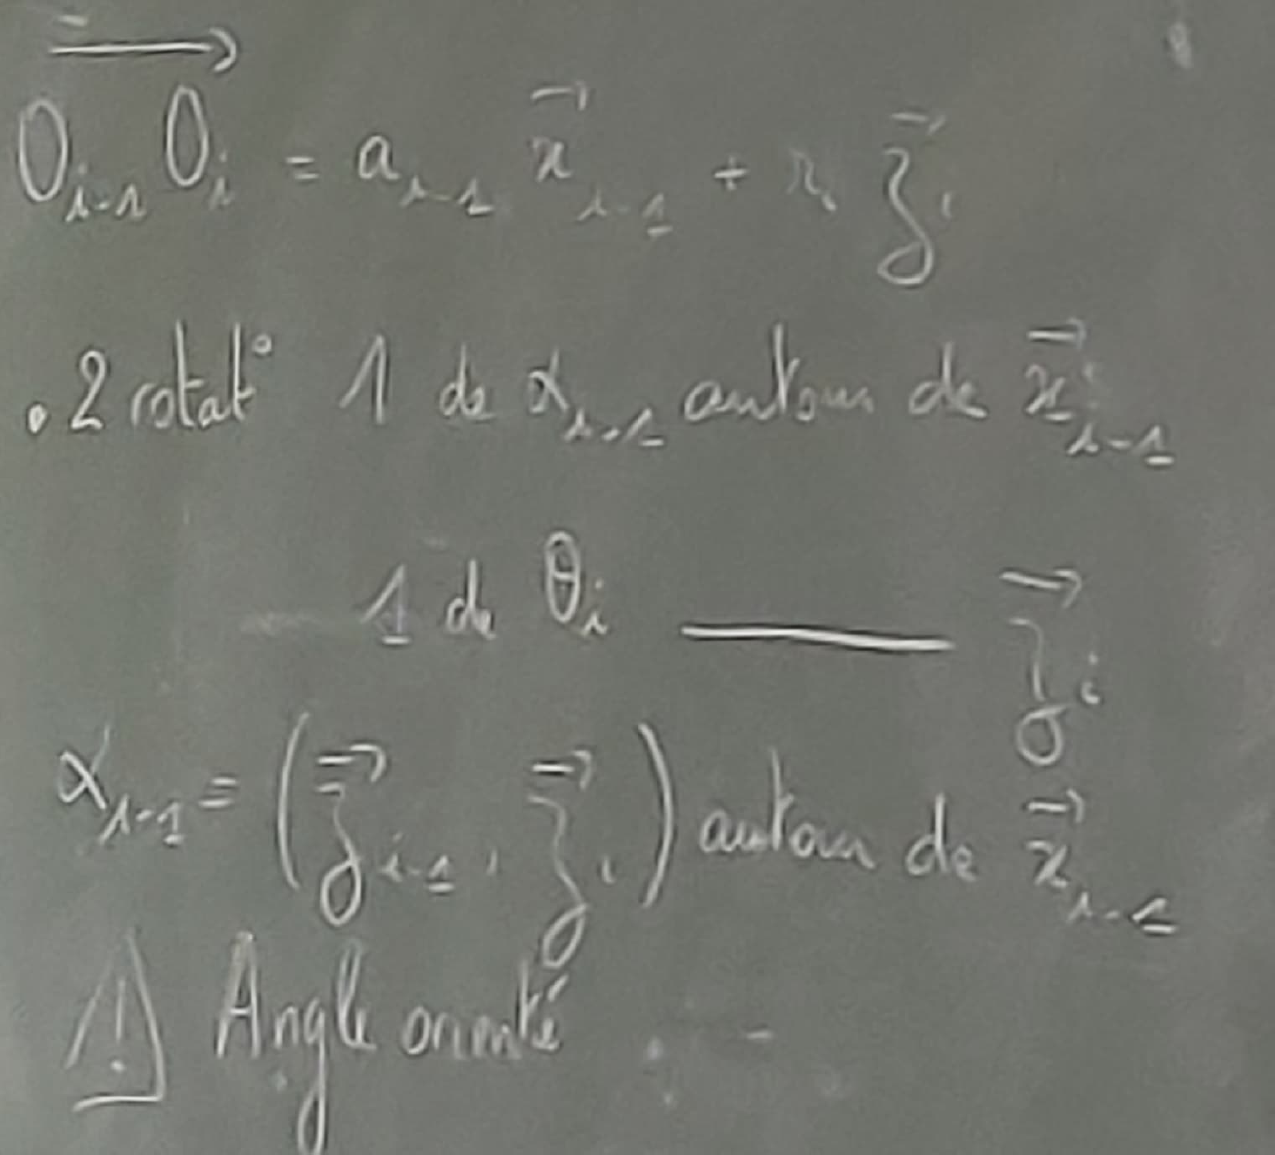 $\overrightarrow{O_{i-1} O_i} = a_{i-1} \vec{x}_{i-1} + r_i \vec{z}_i$
• 2 rotat° 1 de $\alpha_{i-1}$ autour de $\vec{x}_{i-1}$
1 de $\theta_i$ ——— $\vec{z}_i$
$\alpha_{i-1} = (\vec{z}_{i-1}, \vec{z}_i)$ autour de $\vec{x}_{i-1}$
⚠ Angle orienté